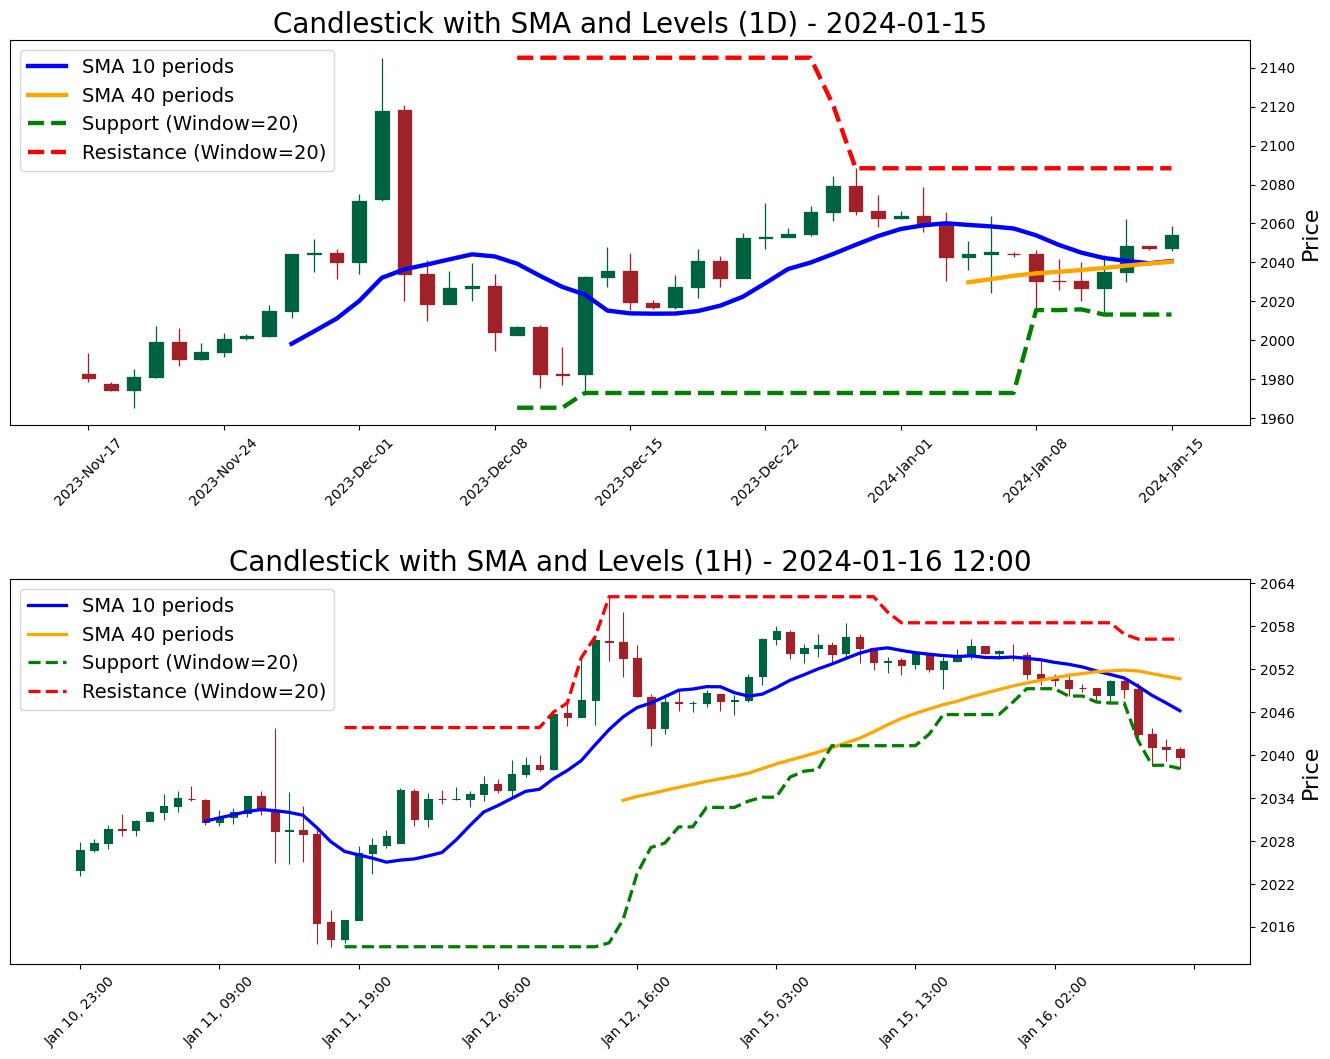 Candlestick with SMA and Levels (1D) - 2024-01-15
SMA 10 periods
SMA 40 periods
Support (Window=20)
Resistance (Window=20)
2140
2120
2100
2080
2060
2040
2020
2000
1980
1960
Price
2023-Nov-17
2023-Nov-24
2023-Dec-01
2023-Dec-08
2023-Dec-15
2023-Dec-22
2024-Jan-01
2024-Jan-08
2024-Jan-15
Candlestick with SMA and Levels (1H) - 2024-01-16 12:00
SMA 10 periods
SMA 40 periods
Support (Window=20)
Resistance (Window=20)
2064
2058
2052
2046
2040
2034
2028
2022
2016
Price
Jan 10, 23:00
Jan 11, 09:00
Jan 11, 19:00
Jan 12, 06:00
Jan 12, 16:00
Jan 15, 03:00
Jan 15, 13:00
Jan 16, 02:00